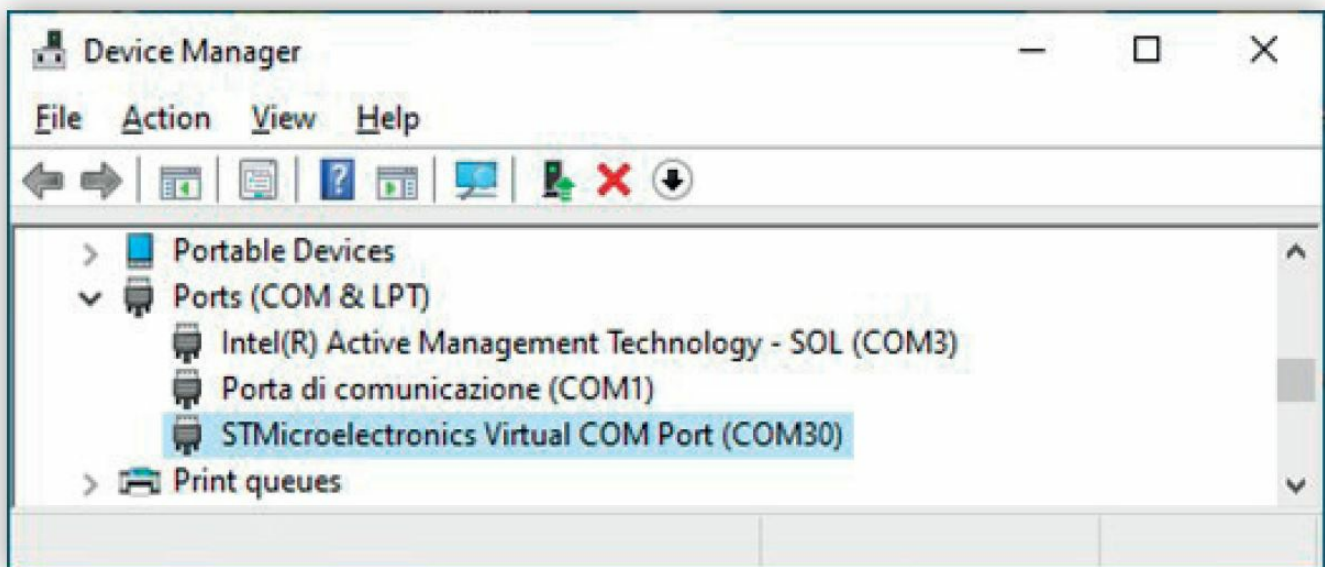 Device Manager
File Action View Help
Portable Devices
Ports (COM & LPT)
Intel(R) Active Management Technology - SOL (COM3)
Porta di comunicazione (COM1)
STMicroelectronics Virtual COM Port (COM30)
Print queues